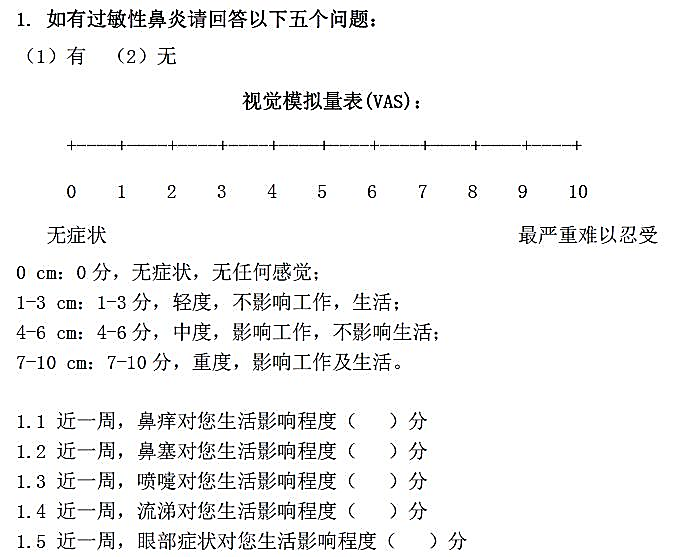 1. 如有过敏性鼻炎请回答以下五个问题:
（1）有 （2）无
视觉模拟量表(VAS):
+----+----+----+----+----+----+----+----+----+----+
0 1 2 3 4 5 6 7 8 9 10
无症状 最严重难以忍受
0 cm: 0分，无症状，无任何感觉；
1-3 cm: 1-3分，轻度，不影响工作，生活；
4-6 cm: 4-6分，中度，影响工作，不影响生活；
7-10 cm: 7-10分，重度，影响工作及生活。
1.1 近一周，鼻痒对您生活影响程度（ ）分
1.2 近一周，鼻塞对您生活影响程度（ ）分
1.3 近一周，喷嚏对您生活影响程度（ ）分
1.4 近一周，流涕对您生活影响程度（ ）分
1.5 近一周，眼部症状对您生活影响程度（ ）分